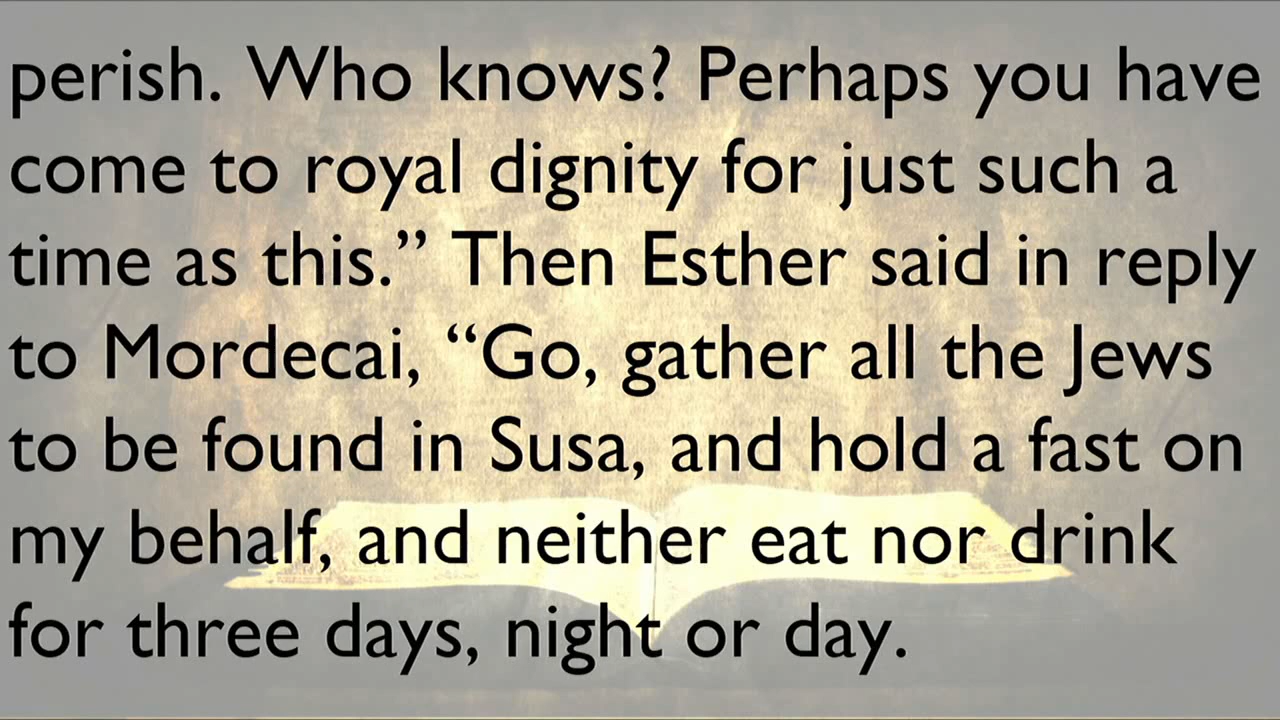 perish. Who knows? Perhaps you have
come to royal dignity for just such a
time as this.” Then Esther said in reply
to Mordecai, “Go, gather all the Jews
to be found in Susa, and hold a fast on
my behalf, and neither eat nor drink
for three days, night or day.